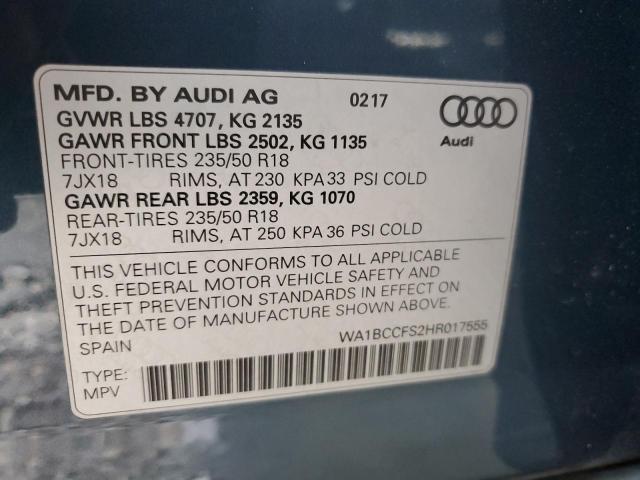 MFD. BY AUDI AG 0217
GVWR LBS 4707, KG 2135
GAWR FRONT LBS 2502, KG 1135
Audi
FRONT-TIRES 235/50 R18
7JX18 RIMS, AT 230 KPA 33 PSI COLD
GAWR REAR LBS 2359, KG 1070
REAR-TIRES 235/50 R18
7JX18 RIMS, AT 250 KPA 36 PSI COLD
THIS VEHICLE CONFORMS TO ALL APPLICABLE
U.S. FEDERAL MOTOR VEHICLE SAFETY AND
THEFT PREVENTION STANDARDS IN EFFECT ON
THE DATE OF MANUFACTURE SHOWN ABOVE.
SPAIN WA1BCCFS2HR017555
TYPE:
MPV